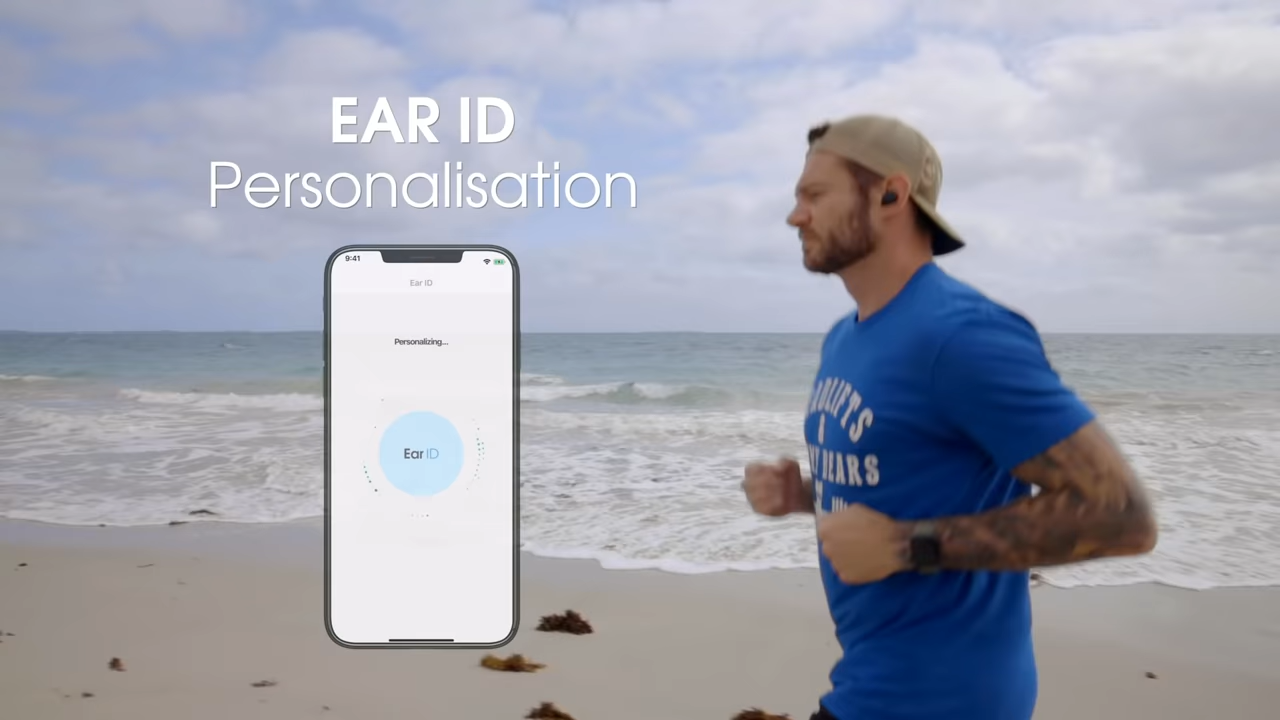 EAR ID
Personalisation
9:41
Ear ID
Personalizing...
Ear ID